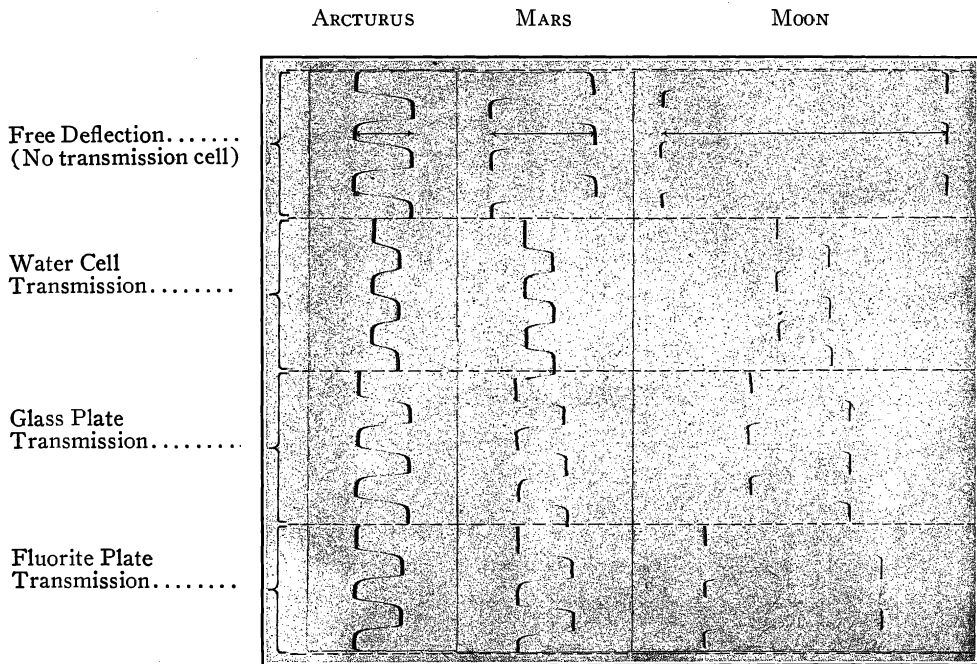 ARCTURUS MARS MOON
Free Deflection.......
(No transmission cell)
Water Cell
Transmission........
Glass Plate
Transmission.........
Fluorite Plate
Transmission........